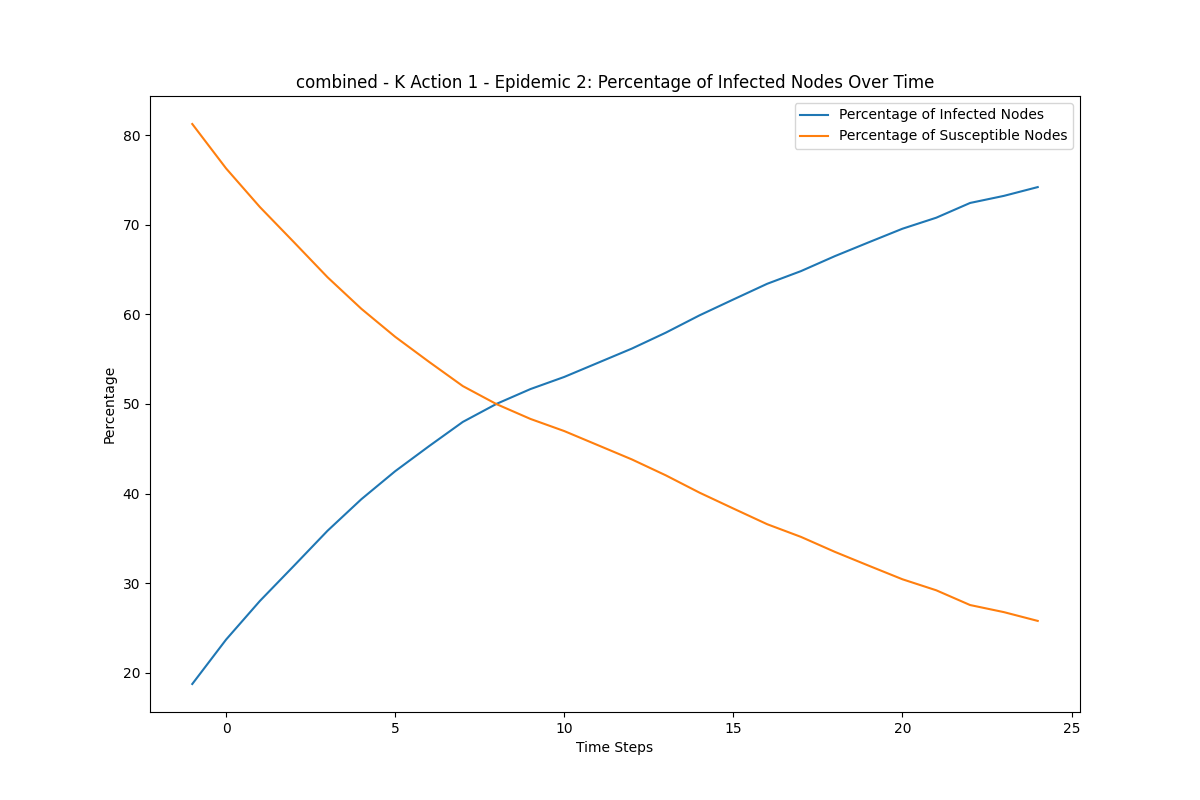 combined - K Action 1 - Epidemic 2: Percentage of Infected Nodes Over Time
Percentage of Infected Nodes
Percentage of Susceptible Nodes
Percentage
80
70
60
50
40
30
20
0
5
10
15
20
25
Time Steps